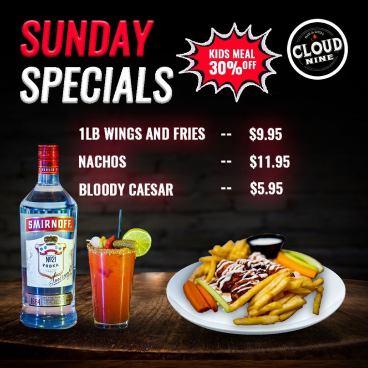 SUNDAY
SPECIALS
KIDS MEAL
30% OFF
CLOUD
NINE
1LB WINGS AND FRIES -- $9.95
NACHOS -- $11.95
BLOODY CAESAR -- $5.95
SMIRNOFF
No21
VODKA